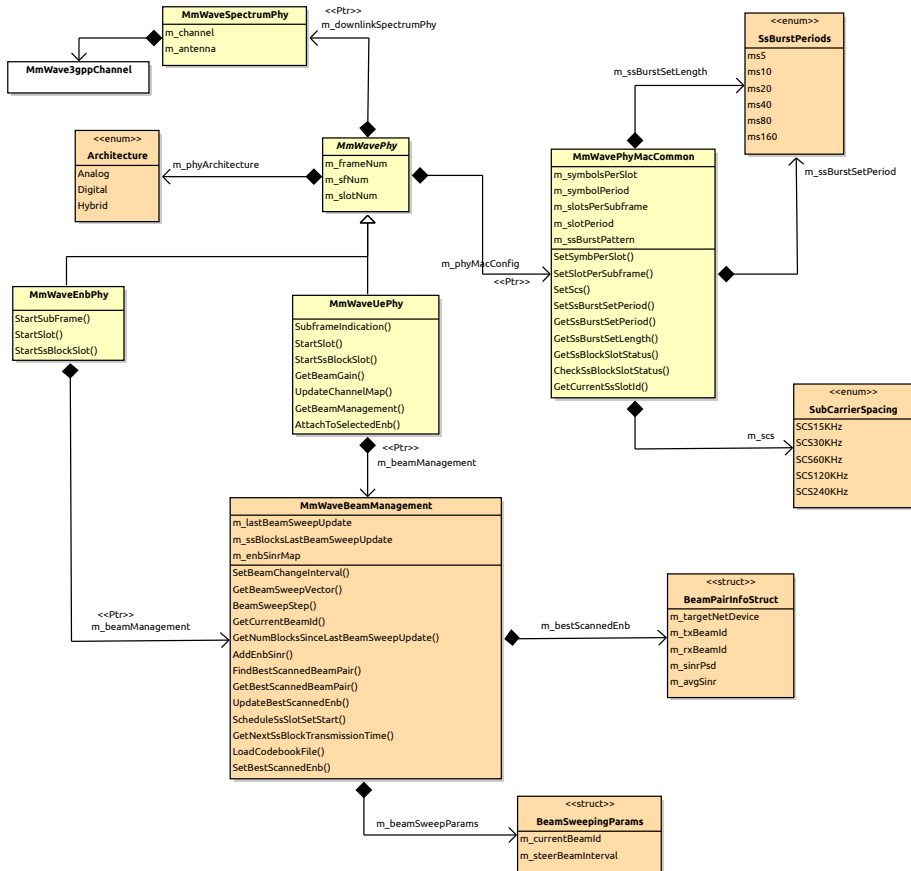 MmWaveSpectrumPhy
m_channel
m_antenna
<<Ptr>>
m_downlinkSpectrumPhy
MmWave3gppChannel
<<enum>>
SsBurstPeriods
ms5
ms10
ms20
ms40
ms80
ms160
m_ssBurstSetLength
<<enum>>
Architecture
Analog
Digital
Hybrid
m_phyArchitecture
MmWavePhy
m_frameNum
m_sfNum
m_slotNum
MmWavePhyMacCommon
m_symbolsPerSlot
m_symbolPeriod
m_slotsPerSubframe
m_slotPeriod
m_ssBurstPattern
SetSymbPerSlot()
SetSlotPerSubframe()
SetScs()
SetSsBurstSetPeriod()
GetSsBurstSetPeriod()
GetSsBurstSetLength()
GetSsBlockSlotStatus()
CheckSsBlockSlotStatus()
GetCurrentSsSlotId()
m_ssBurstSetPeriod
m_phyMacConfig
<<Ptr>>
MmWaveEnbPhy
StartSubFrame()
StartSlot()
StartSsBlockSlot()
MmWaveUePhy
SubframeIndication()
StartSlot()
StartSsBlockSlot()
GetBeamGain()
UpdateChannelMap()
GetBeamManagement()
AttachToSelectedEnb()
<<enum>>
SubCarrierSpacing
SCS15KHz
SCS30KHz
SCS60KHz
SCS120KHz
SCS240KHz
m_scs
<<Ptr>>
m_beamManagement
MmWaveBeamManagement
m_lastBeamSweepUpdate
m_ssBlocksLastBeamSweepUpdate
m_enbSinrMap
SetBeamChangeInterval()
GetBeamSweepVector()
BeamSweepStep()
GetCurrentBeamId()
GetNumBlocksSinceLastBeamSweepUpdate()
AddEnbSinr()
FindBestScannedBeamPair()
GetBestScannedBeamPair()
UpdateBestScannedEnb()
ScheduleSsSlotSetStart()
GetNextSsBlockTransmissionTime()
LoadCodebookFile()
SetBestScannedEnb()
<<Ptr>>
m_beamManagement
m_bestScannedEnb
<<struct>>
BeamPairInfoStruct
m_targetNetDevice
m_txBeamId
m_rxBeamId
m_sinrPsd
m_avgSinr
m_beamSweepParams
<<struct>>
BeamSweepingParams
m_currentBeamId
m_steerBeamInterval